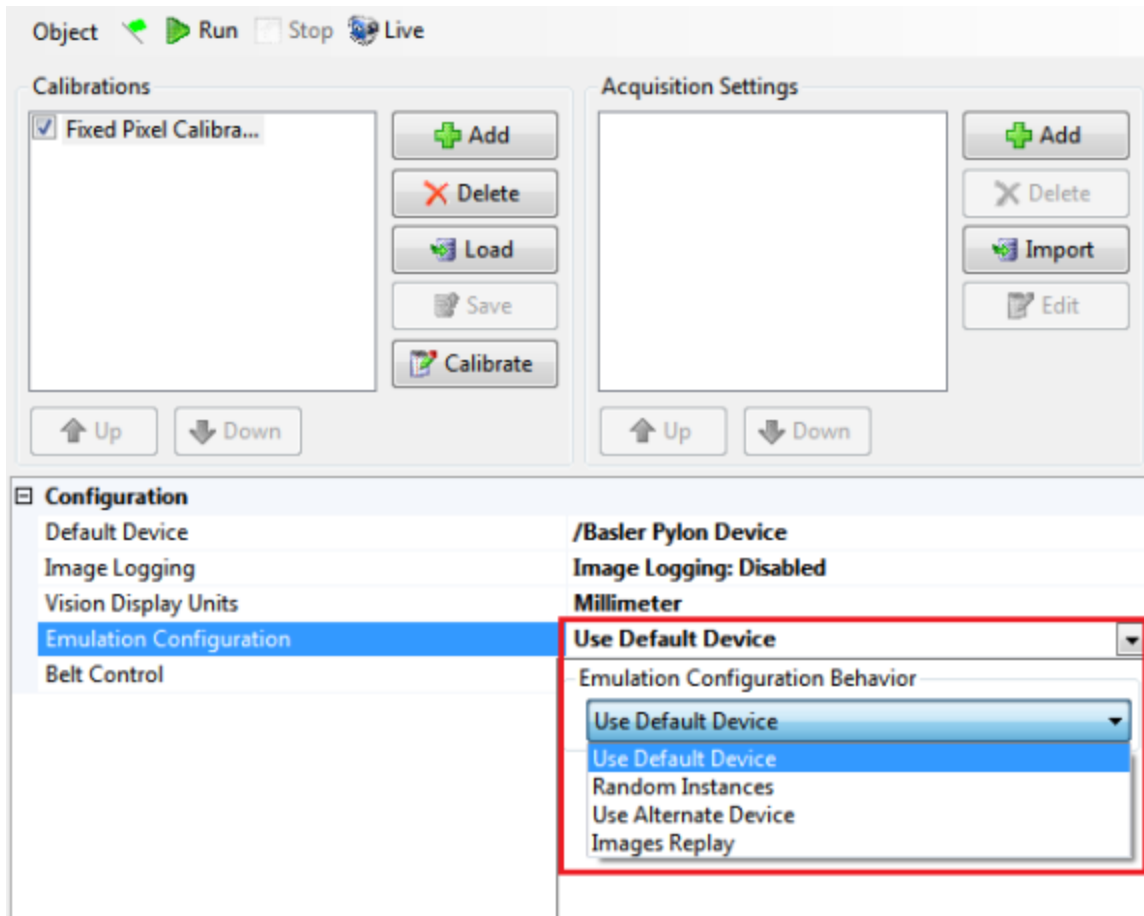 Object Run Stop Live
Calibrations
Fixed Pixel Calibra...
Add
Delete
Load
Save
Calibrate
Up Down
Acquisition Settings
Add
Delete
Import
Edit
Up Down
Configuration
Default Device /Basler Pylon Device
Image Logging Image Logging: Disabled
Vision Display Units Millimeter
Emulation Configuration Use Default Device
Belt Control
Emulation Configuration Behavior
Use Default Device
Use Default Device
Random Instances
Use Alternate Device
Images Replay